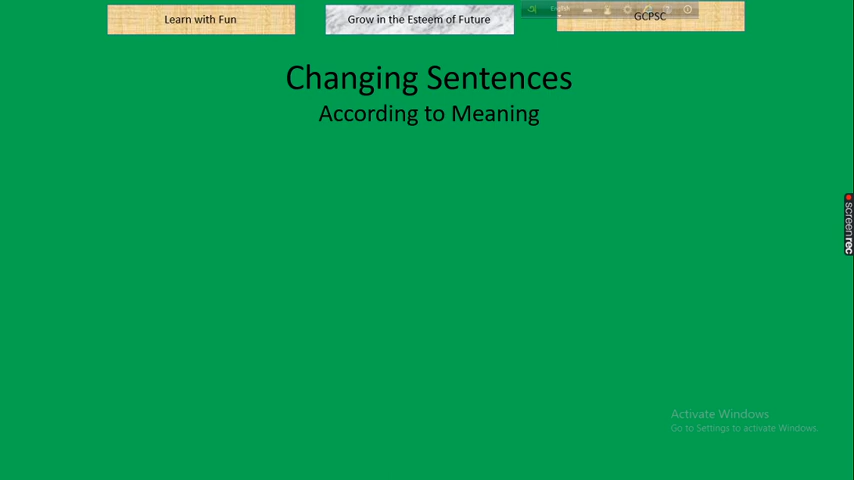 Learn with Fun
Grow in the Esteem of Future
GCPSC
Changing Sentences
According to Meaning
screenrec
Activate Windows
Go to Settings to activate Windows.